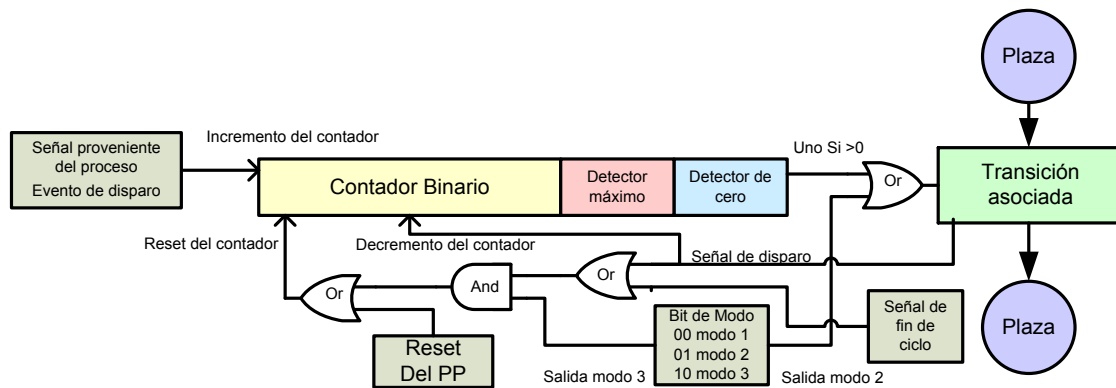 Plaza
Señal proveniente
del proceso
Evento de disparo
Incremento del contador
Contador Binario
Detector
máximo
Detector de
cero
Uno Si >0
Or
Transición
asociada
Reset del contador
Decremento del contador
Señal de disparo
Or
And
Or
Reset
Del PP
Bit de Modo
00 modo 1
01 modo 2
10 modo 3
Señal de
fin de
ciclo
Plaza
Salida modo 3
Salida modo 2